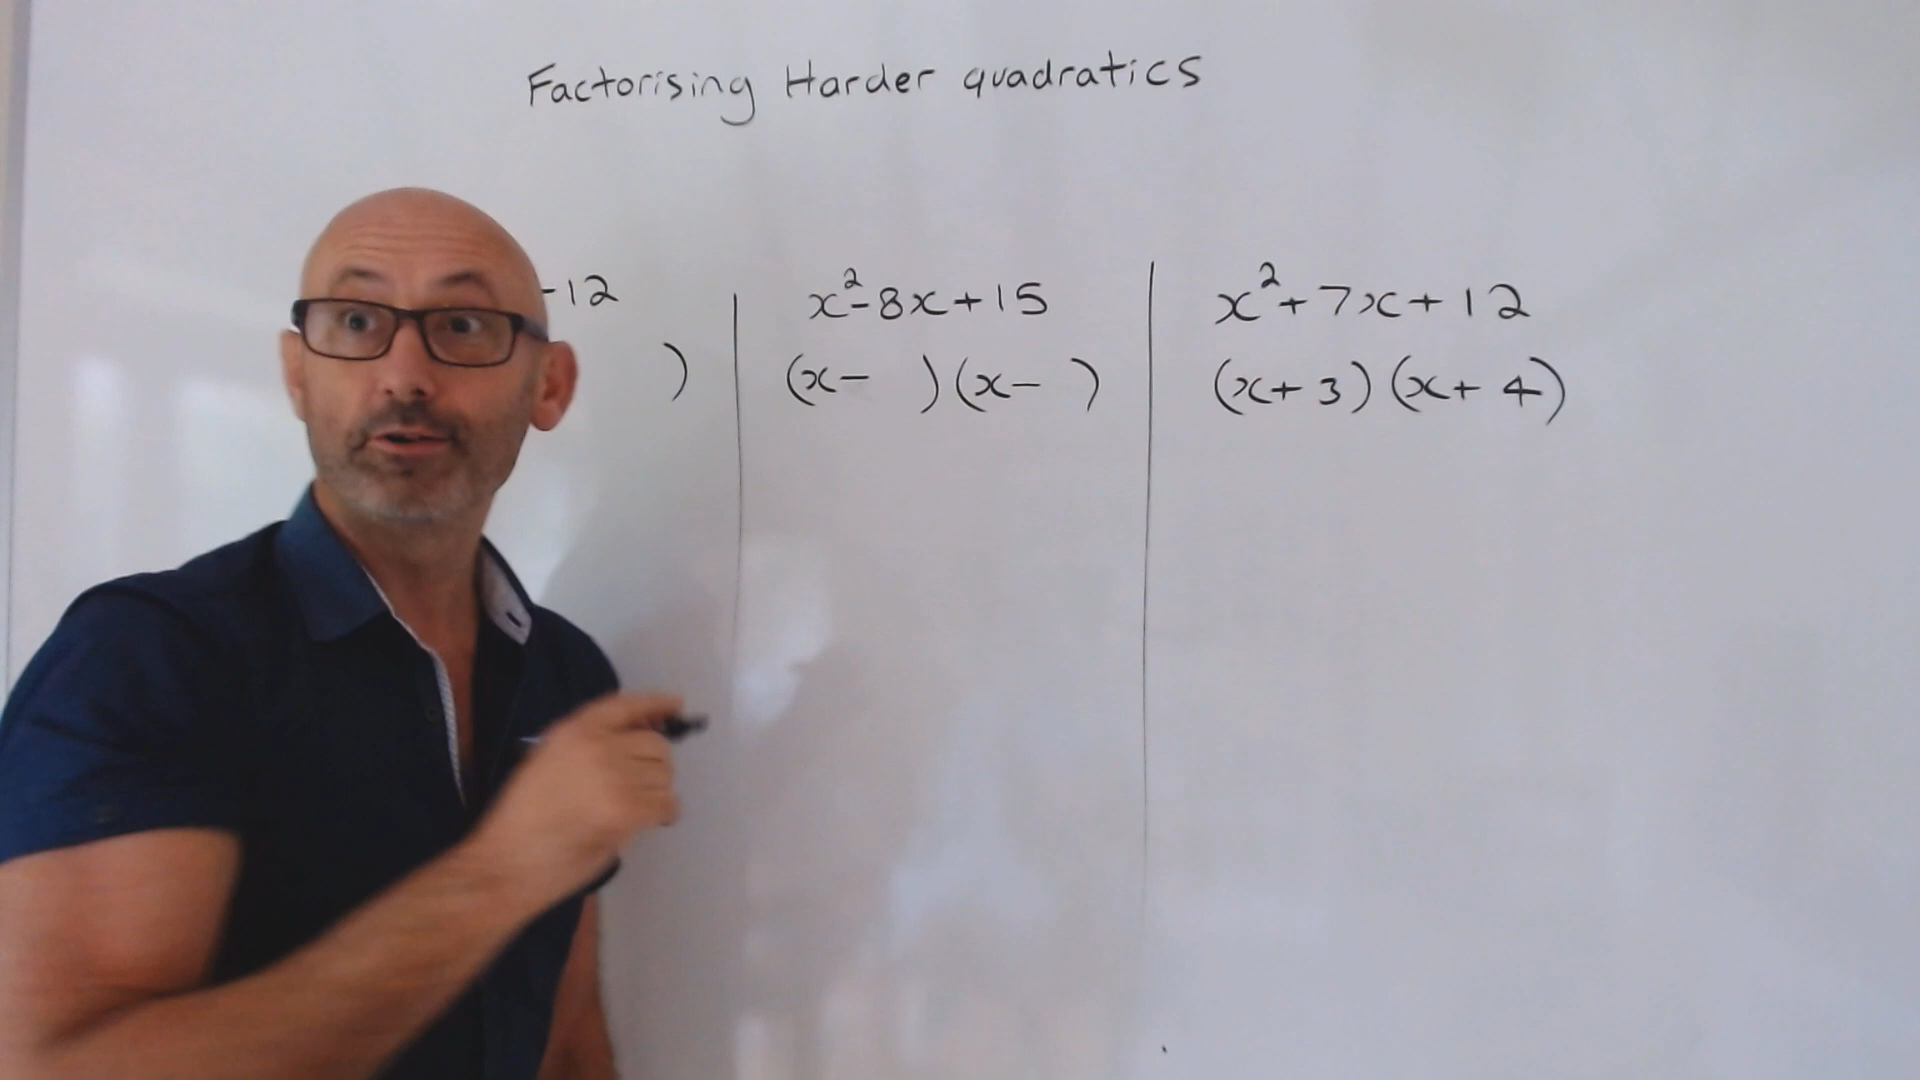 Factorising Harder quadratics
-12
)
x²-8x+15
(x- )(x- )
x²+7x+12
(x+3)(x+4)